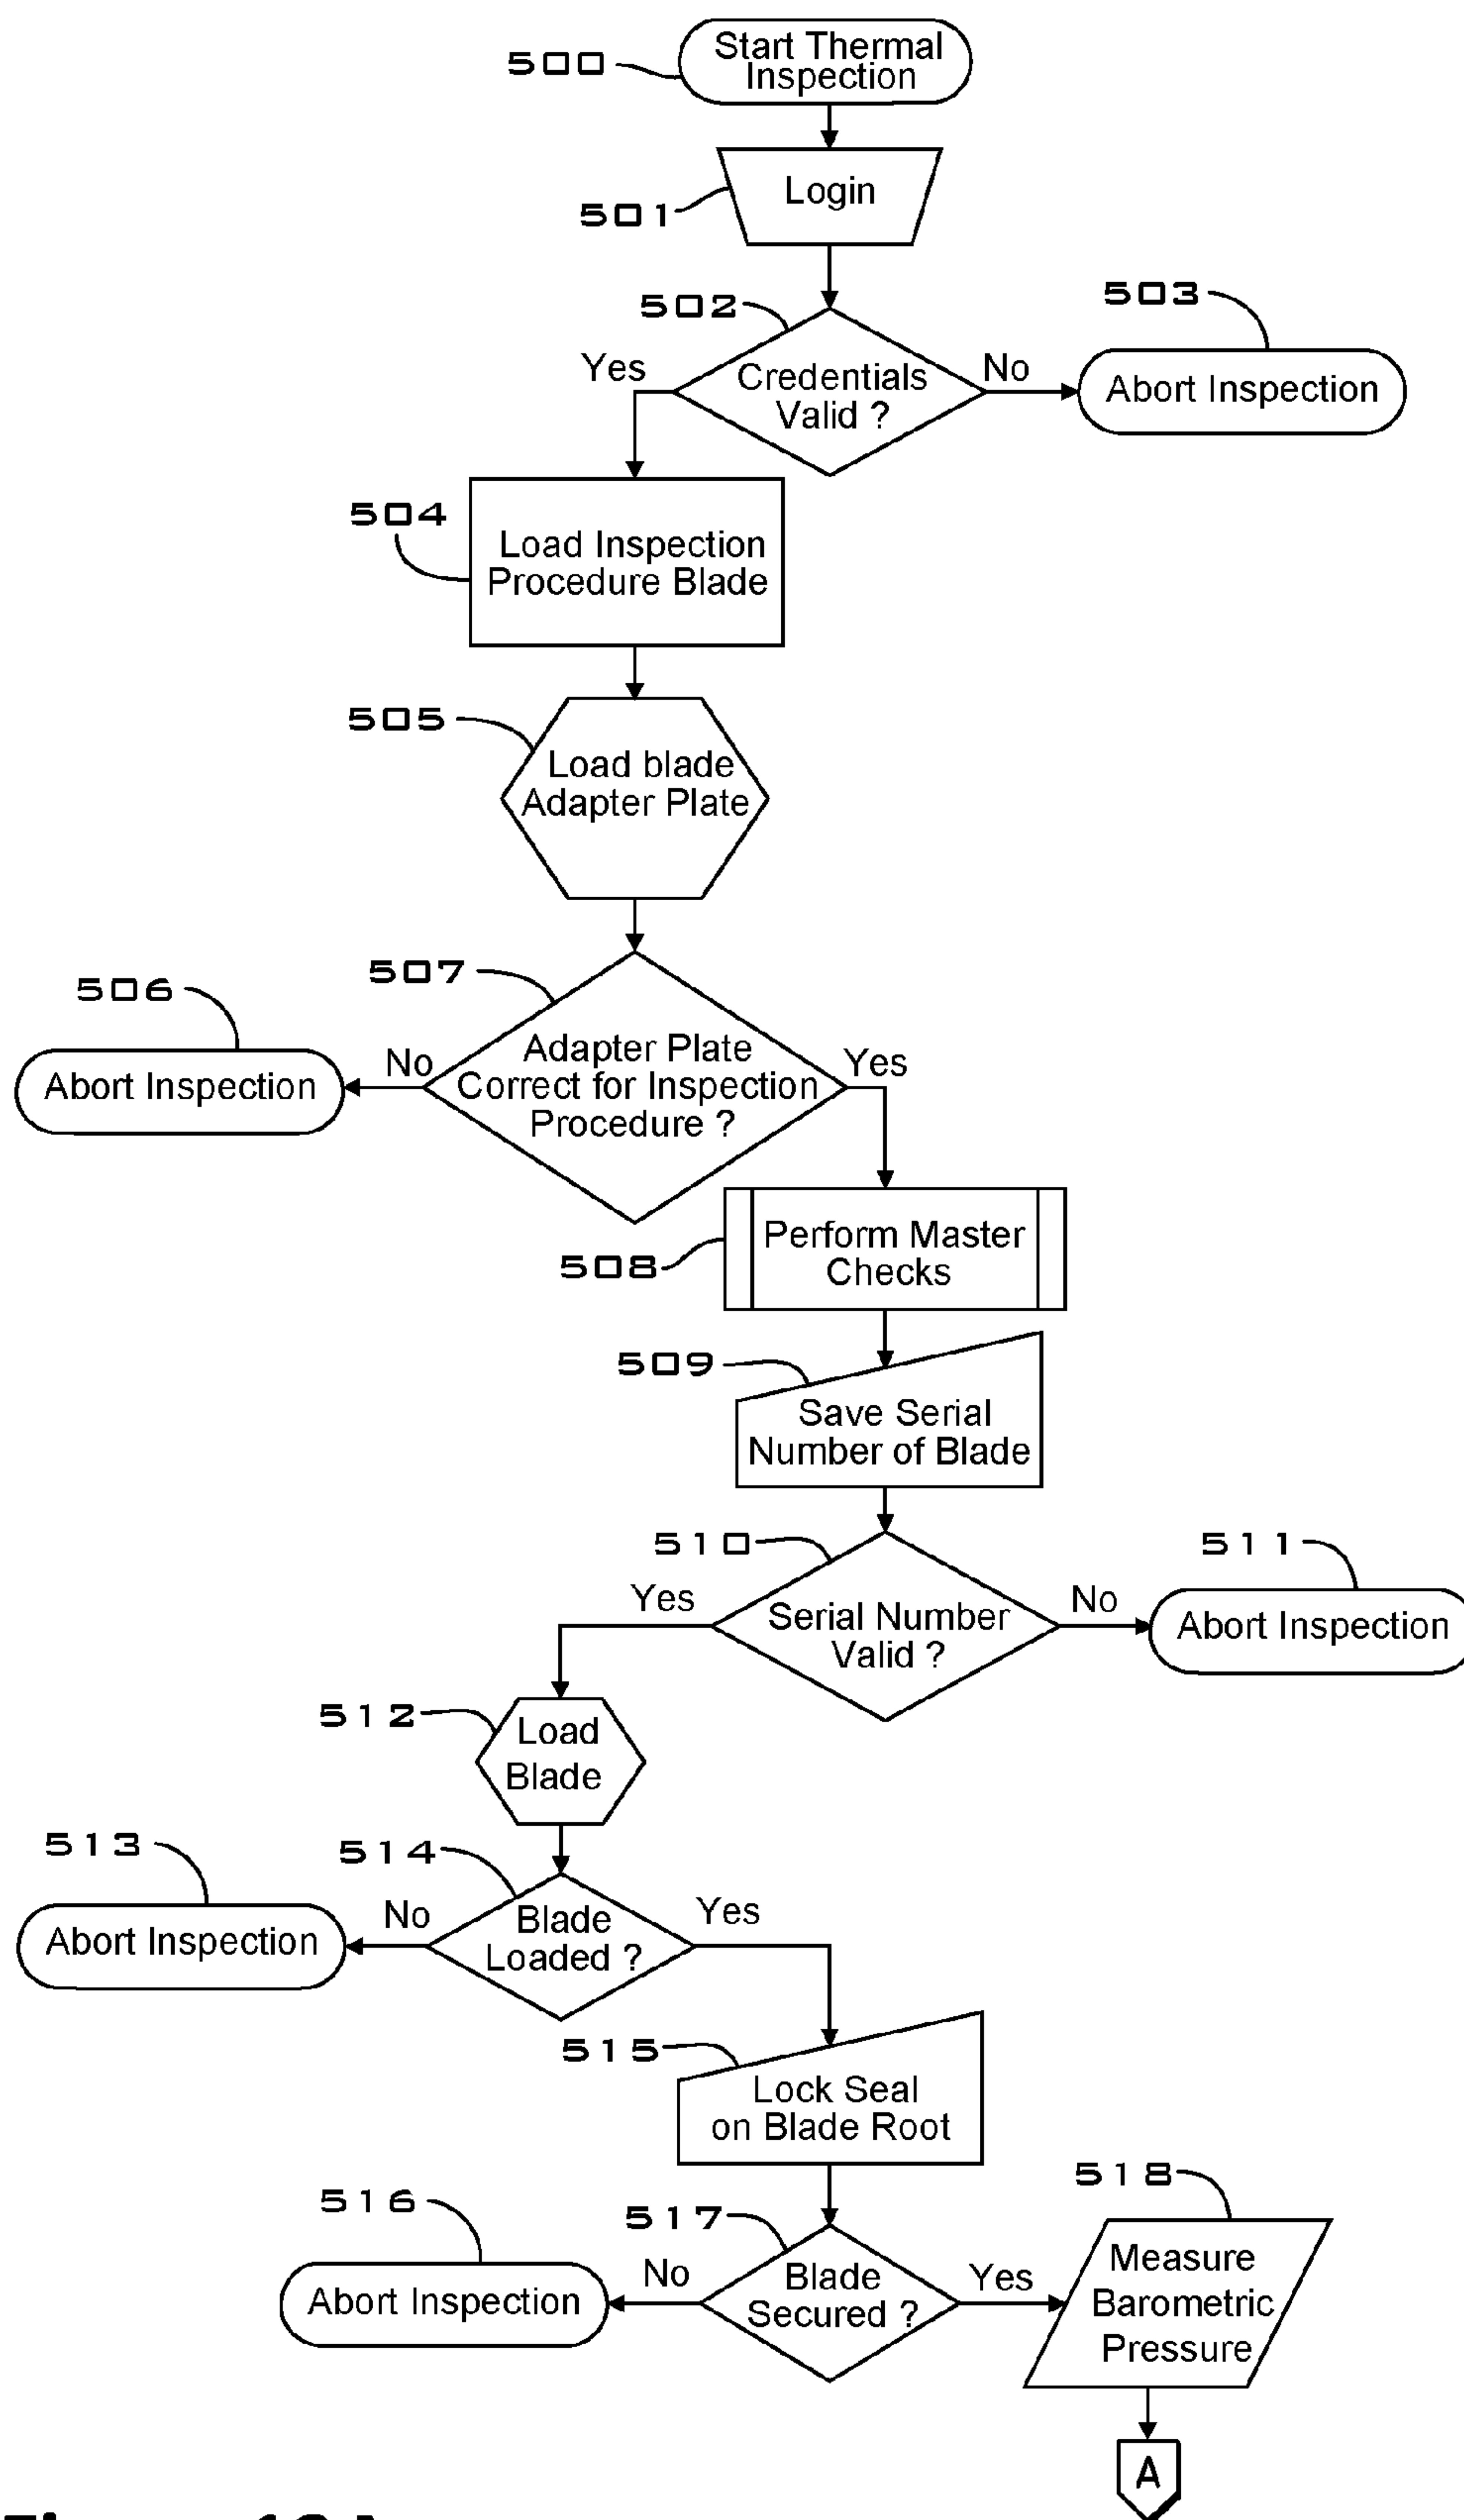 500
Start Thermal
Inspection
501
Login
502
503
Yes
Credentials
Valid ?
No
Abort Inspection
504
Load Inspection
Procedure Blade
505
Load blade
Adapter Plate
506
507
Abort Inspection
No
Adapter Plate
Correct for Inspection
Procedure ?
Yes
508
Perform Master
Checks
509
Save Serial
Number of Blade
510
511
Yes
Serial Number
Valid ?
No
Abort Inspection
512
Load
Blade
513
514
Abort Inspection
No
Blade
Loaded ?
Yes
515
Lock Seal
on Blade Root
516
517
518
Abort Inspection
No
Blade
Secured ?
Yes
Measure
Barometric
Pressure
A